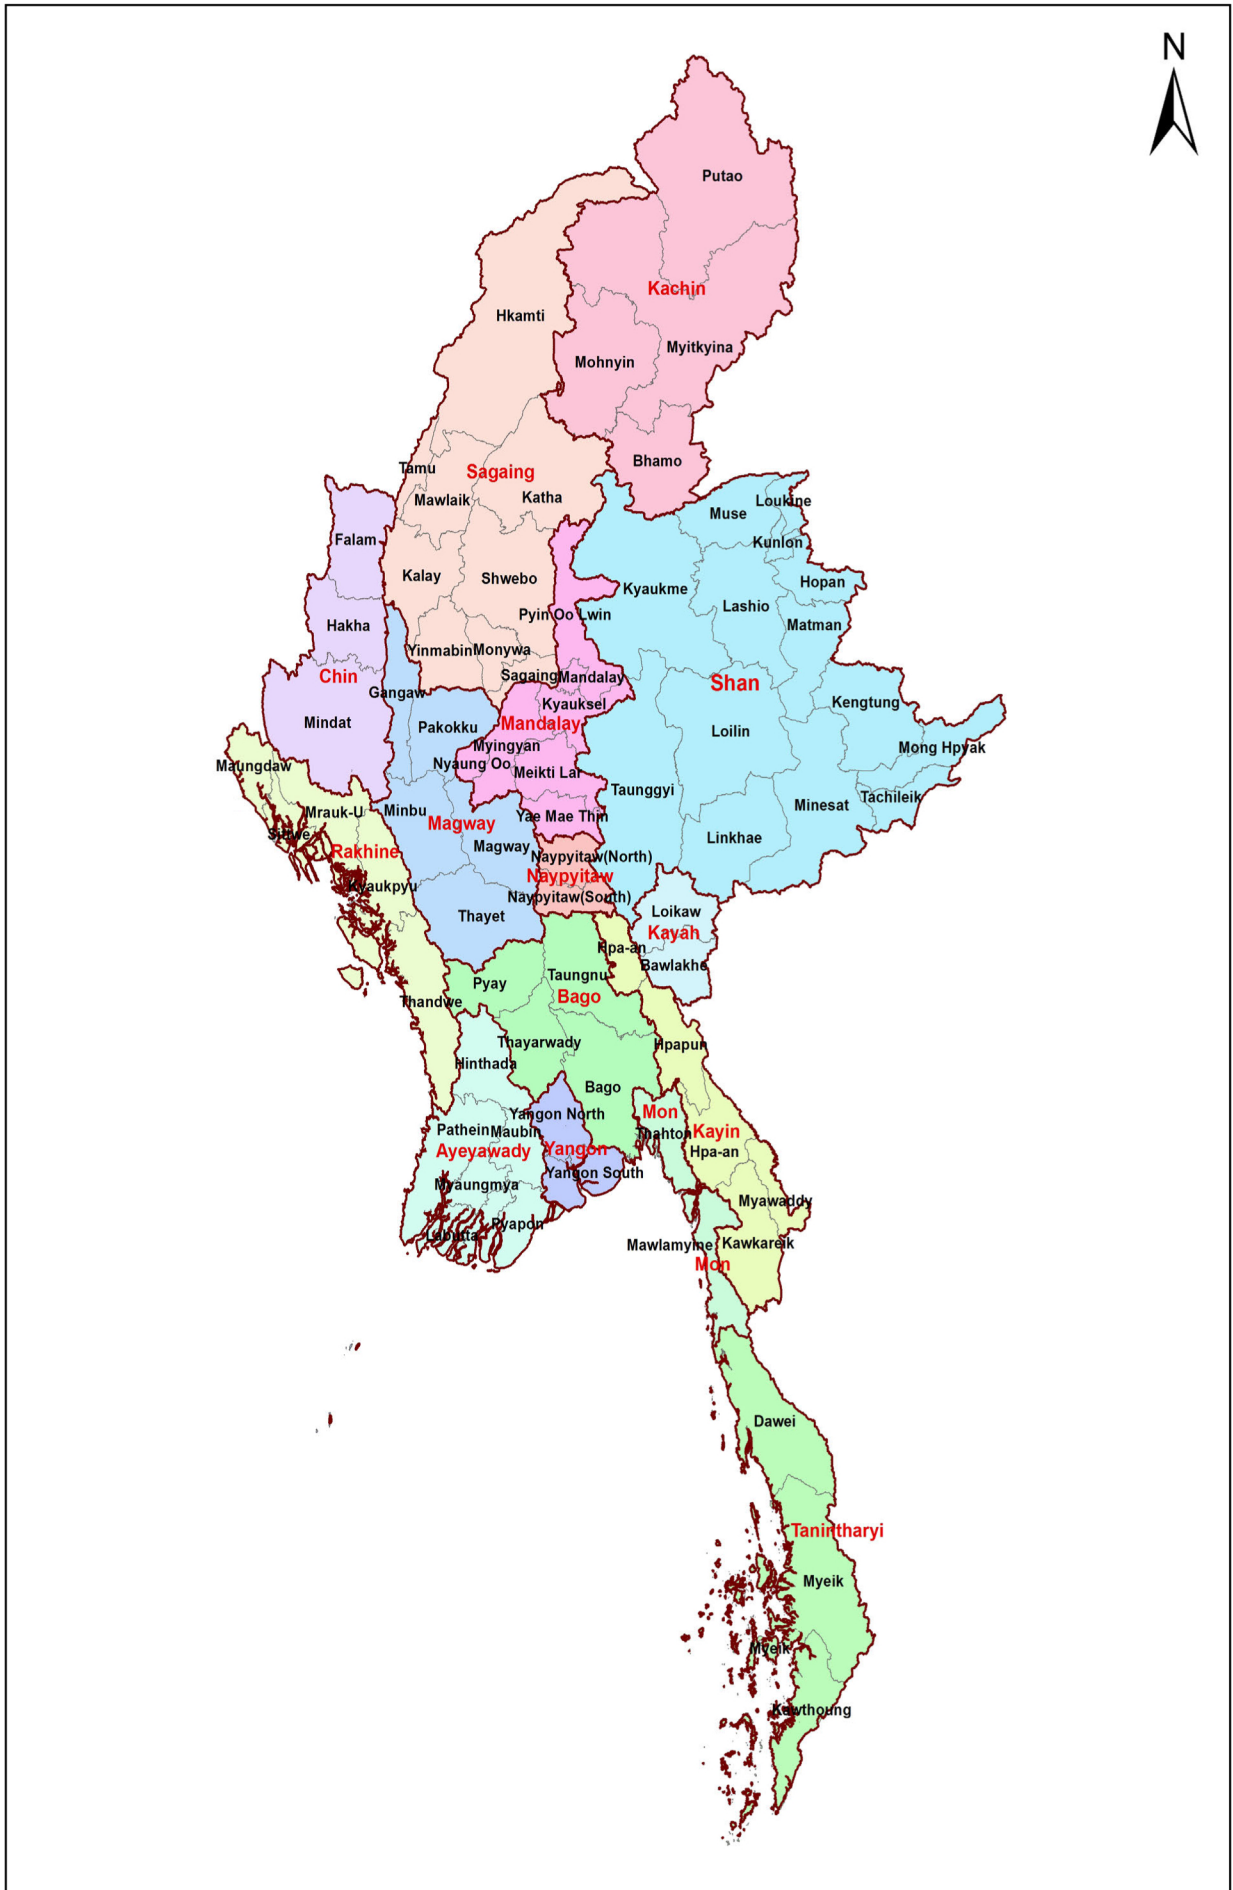 N
Putao
Kachin
Hkamti
Myitkyina
Mohnyin
Bhamo
Tamu
Sagaing
Mawlaik
Katha
Loukine
Muse
Falam
Kunlon
Kalay
Shwebo
Kyaukme
Hopan
Lashio
Pyin Oo Lwin
Hakha
Matman
Yinmabin
Monywa
Chin
Sagaing
Mandalay
Shan
Gangaw
Kyauksel
Kengtung
Mindat
Pakokku
Mandalay
Loilin
Myingyan
Mong Hpyak
Maungdaw
Nyaung Oo
Meikti Lar
Taunggyi
Tachileik
Minesat
Mrauk-U
Minbu
Yae Mae Thin
Magway
Sittwe
Linkhae
Rakhine
Magway
Naypyitaw(North)
Naypyitaw
Kyaukpyu
Naypyitaw(South)
Thayet
Loikaw
Kayah
Hpa-an
Bawlakhe
Pyay
Taungnu
Bago
Thandwe
Thayarwady
Hpapun
Hinthada
Bago
Yangon North
Mon
Pathein
Maubin
Thahton
Kayin
Ayeyawady
Yangon
Hpa-an
Yangon South
Myaungmya
Myawaddy
Pyapon
Labutta
Mawlamyine
Kawkareik
Mon
Dawei
Tanintharyi
Myeik
Myeik
Kawthoung